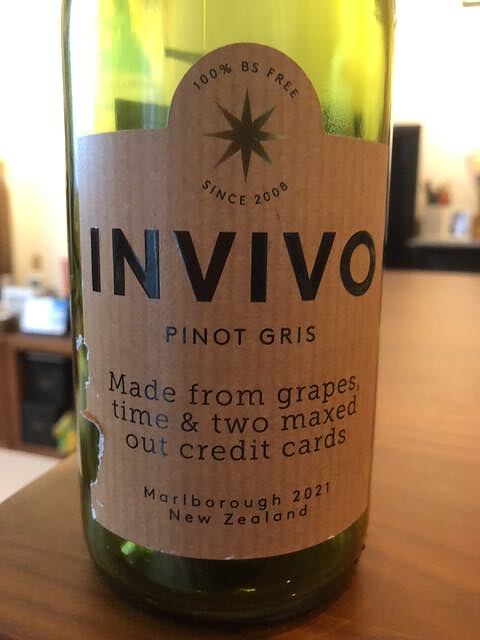 100% BS FREE
SINCE 2008
INVIVO
PINOT GRIS
Made from grapes,
time & two maxed
out credit cards
Marlborough 2021
New Zealand